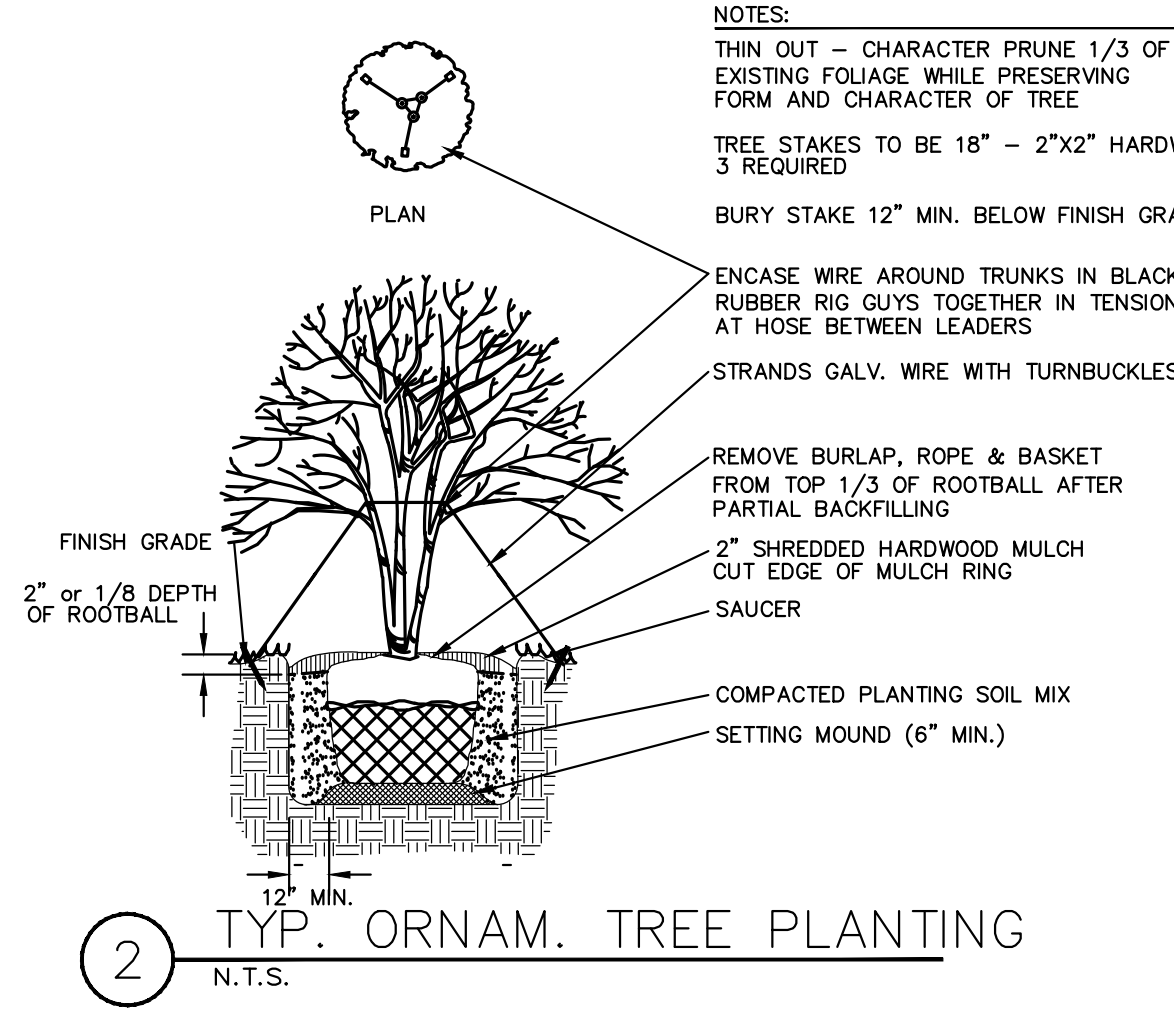 NOTES:
THIN OUT – CHARACTER PRUNE 1/3 OF
EXISTING FOLIAGE WHILE PRESERVING
FORM AND CHARACTER OF TREE
TREE STAKES TO BE 18" – 2"X2" HARDW
3 REQUIRED
BURY STAKE 12" MIN. BELOW FINISH GRA
PLAN
ENCASE WIRE AROUND TRUNKS IN BLACK
RUBBER RIG GUYS TOGETHER IN TENSION
AT HOSE BETWEEN LEADERS
STRANDS GALV. WIRE WITH TURNBUCKLES
REMOVE BURLAP, ROPE & BASKET
FROM TOP 1/3 OF ROOTBALL AFTER
PARTIAL BACKFILLING
FINISH GRADE
2" SHREDDED HARDWOOD MULCH
CUT EDGE OF MULCH RING
2" or 1/8 DEPTH
OF ROOTBALL
SAUCER
COMPACTED PLANTING SOIL MIX
SETTING MOUND (6" MIN.)
12" MIN.
2 TYP. ORNAM. TREE PLANTING
N.T.S.